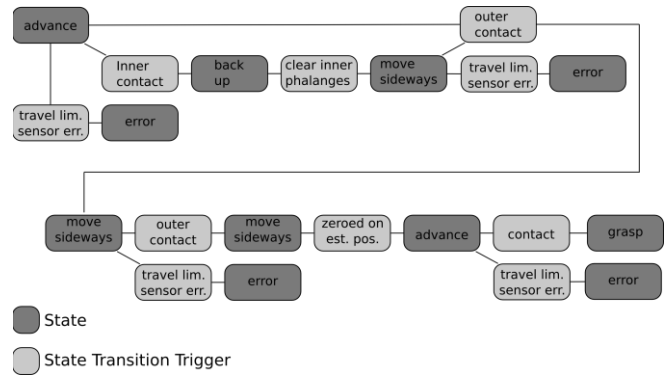 advance
outer
contact
Inner
contact
back
up
clear inner
phalanges
move
sideways
travel lim.
sensor err.
error
travel lim.
sensor err.
error
move
sideways
outer
contact
move
sideways
zeroed on
est. pos.
advance
contact
grasp
travel lim.
sensor err.
error
travel lim.
sensor err.
error
State
State Transition Trigger